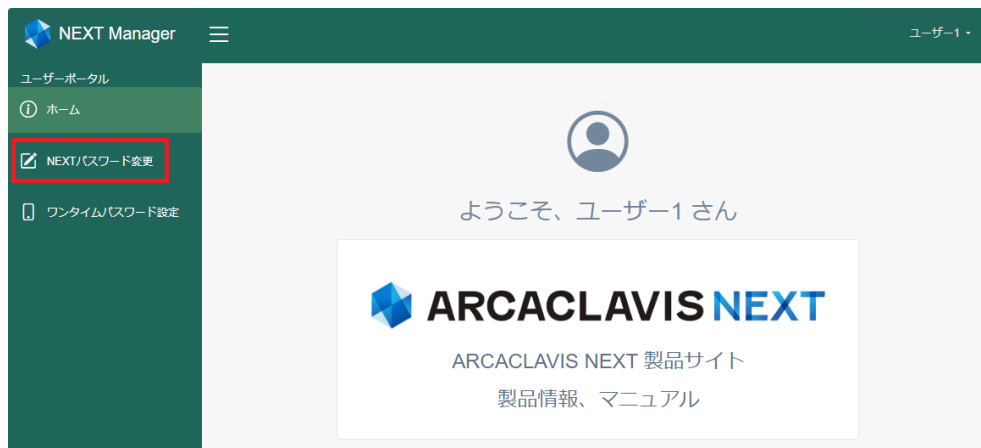 NEXT Manager
ユーザー1
ユーザーポータル
ホーム
NEXTパスワード変更
ワンタイムパスワード設定
ようこそ、ユーザー1 さん
ARCACLAVIS NEXT
ARCACLAVIS NEXT 製品サイト
製品情報、マニュアル